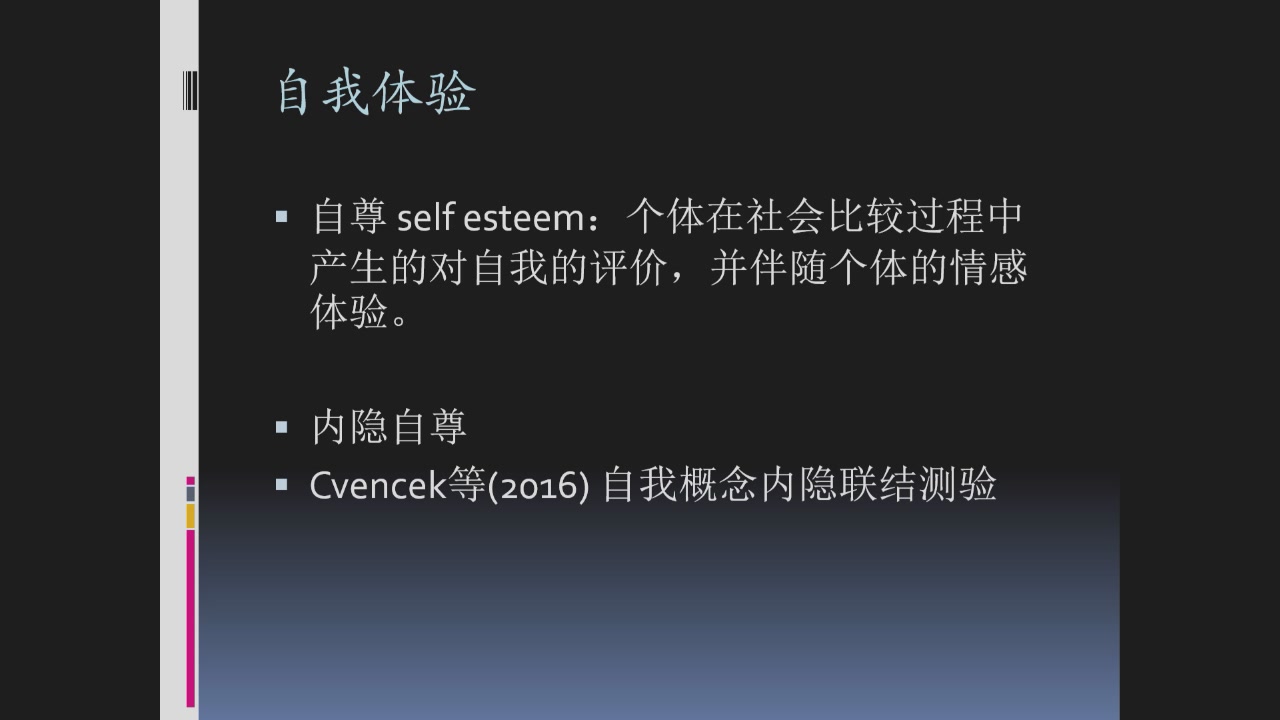 自我体验
自尊 self esteem：个体在社会比较过程中
产生的对自我的评价，并伴随个体的情感
体验。
内隐自尊
Cvencek等(2016) 自我概念内隐联结测验